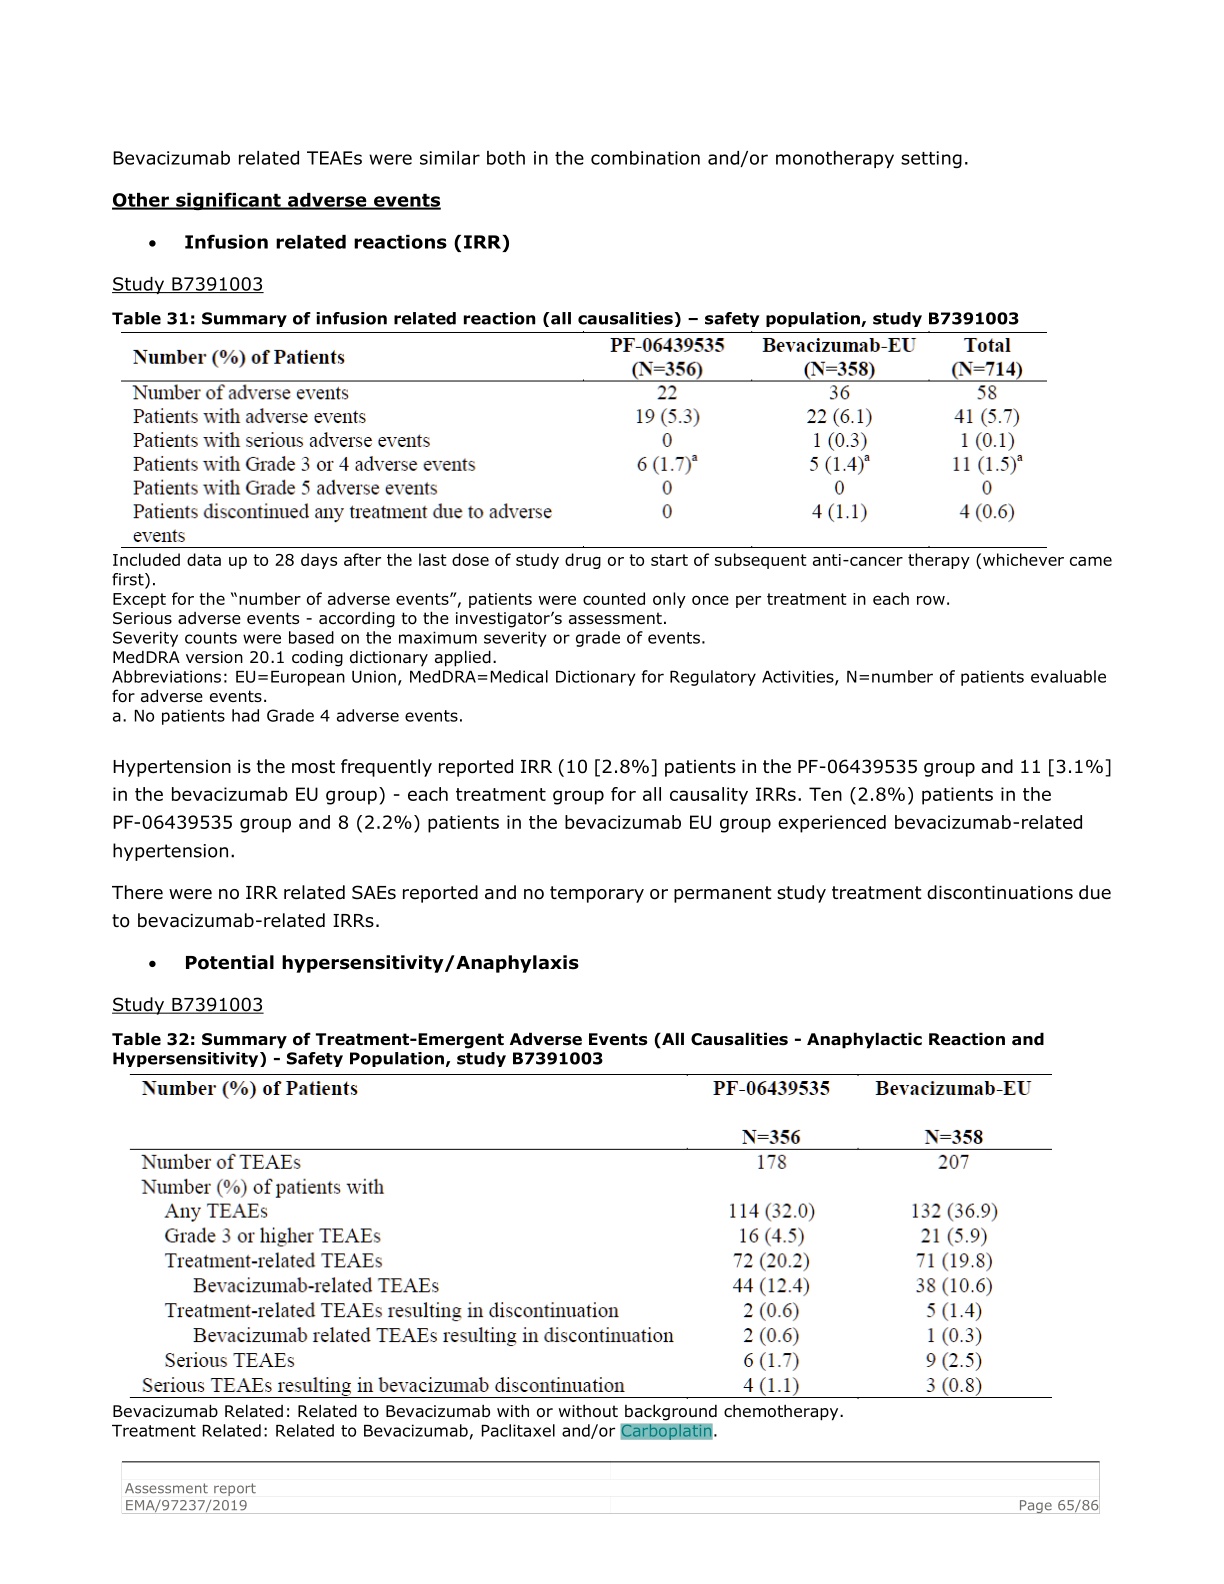 Bevacizumab related TEAEs were similar both in the combination and/or monotherapy setting.
Other significant adverse events
• Infusion related reactions (IRR)
Study B7391003
Table 31: Summary of infusion related reaction (all causalities) – safety population, study B7391003
Number (%) of Patients PF-06439535 (N=356) Bevacizumab-EU (N=358) Total (N=714)
Number of adverse events 22 36 58
Patients with adverse events 19 (5.3) 22 (6.1) 41 (5.7)
Patients with serious adverse events 0 1 (0.3) 1 (0.1)
Patients with Grade 3 or 4 adverse events 6 (1.7)a 5 (1.4)a 11 (1.5)a
Patients with Grade 5 adverse events 0 0 0
Patients discontinued any treatment due to adverse 0 4 (1.1) 4 (0.6)
events
Included data up to 28 days after the last dose of study drug or to start of subsequent anti-cancer therapy (whichever came
first).
Except for the “number of adverse events”, patients were counted only once per treatment in each row.
Serious adverse events - according to the investigator’s assessment.
Severity counts were based on the maximum severity or grade of events.
MedDRA version 20.1 coding dictionary applied.
Abbreviations: EU=European Union, MedDRA=Medical Dictionary for Regulatory Activities, N=number of patients evaluable
for adverse events.
a. No patients had Grade 4 adverse events.
Hypertension is the most frequently reported IRR (10 [2.8%] patients in the PF-06439535 group and 11 [3.1%]
in the bevacizumab EU group) - each treatment group for all causality IRRs. Ten (2.8%) patients in the
PF-06439535 group and 8 (2.2%) patients in the bevacizumab EU group experienced bevacizumab-related
hypertension.
There were no IRR related SAEs reported and no temporary or permanent study treatment discontinuations due
to bevacizumab-related IRRs.
• Potential hypersensitivity/Anaphylaxis
Study B7391003
Table 32: Summary of Treatment-Emergent Adverse Events (All Causalities - Anaphylactic Reaction and
Hypersensitivity) - Safety Population, study B7391003
Number (%) of Patients PF-06439535 Bevacizumab-EU
N=356 N=358
Number of TEAEs 178 207
Number (%) of patients with
Any TEAEs 114 (32.0) 132 (36.9)
Grade 3 or higher TEAEs 16 (4.5) 21 (5.9)
Treatment-related TEAEs 72 (20.2) 71 (19.8)
Bevacizumab-related TEAEs 44 (12.4) 38 (10.6)
Treatment-related TEAEs resulting in discontinuation 2 (0.6) 5 (1.4)
Bevacizumab related TEAEs resulting in discontinuation 2 (0.6) 1 (0.3)
Serious TEAEs 6 (1.7) 9 (2.5)
Serious TEAEs resulting in bevacizumab discontinuation 4 (1.1) 3 (0.8)
Bevacizumab Related: Related to Bevacizumab with or without background chemotherapy.
Treatment Related: Related to Bevacizumab, Paclitaxel and/or Carboplatin.
Assessment report
EMA/97237/2019 Page 65/86